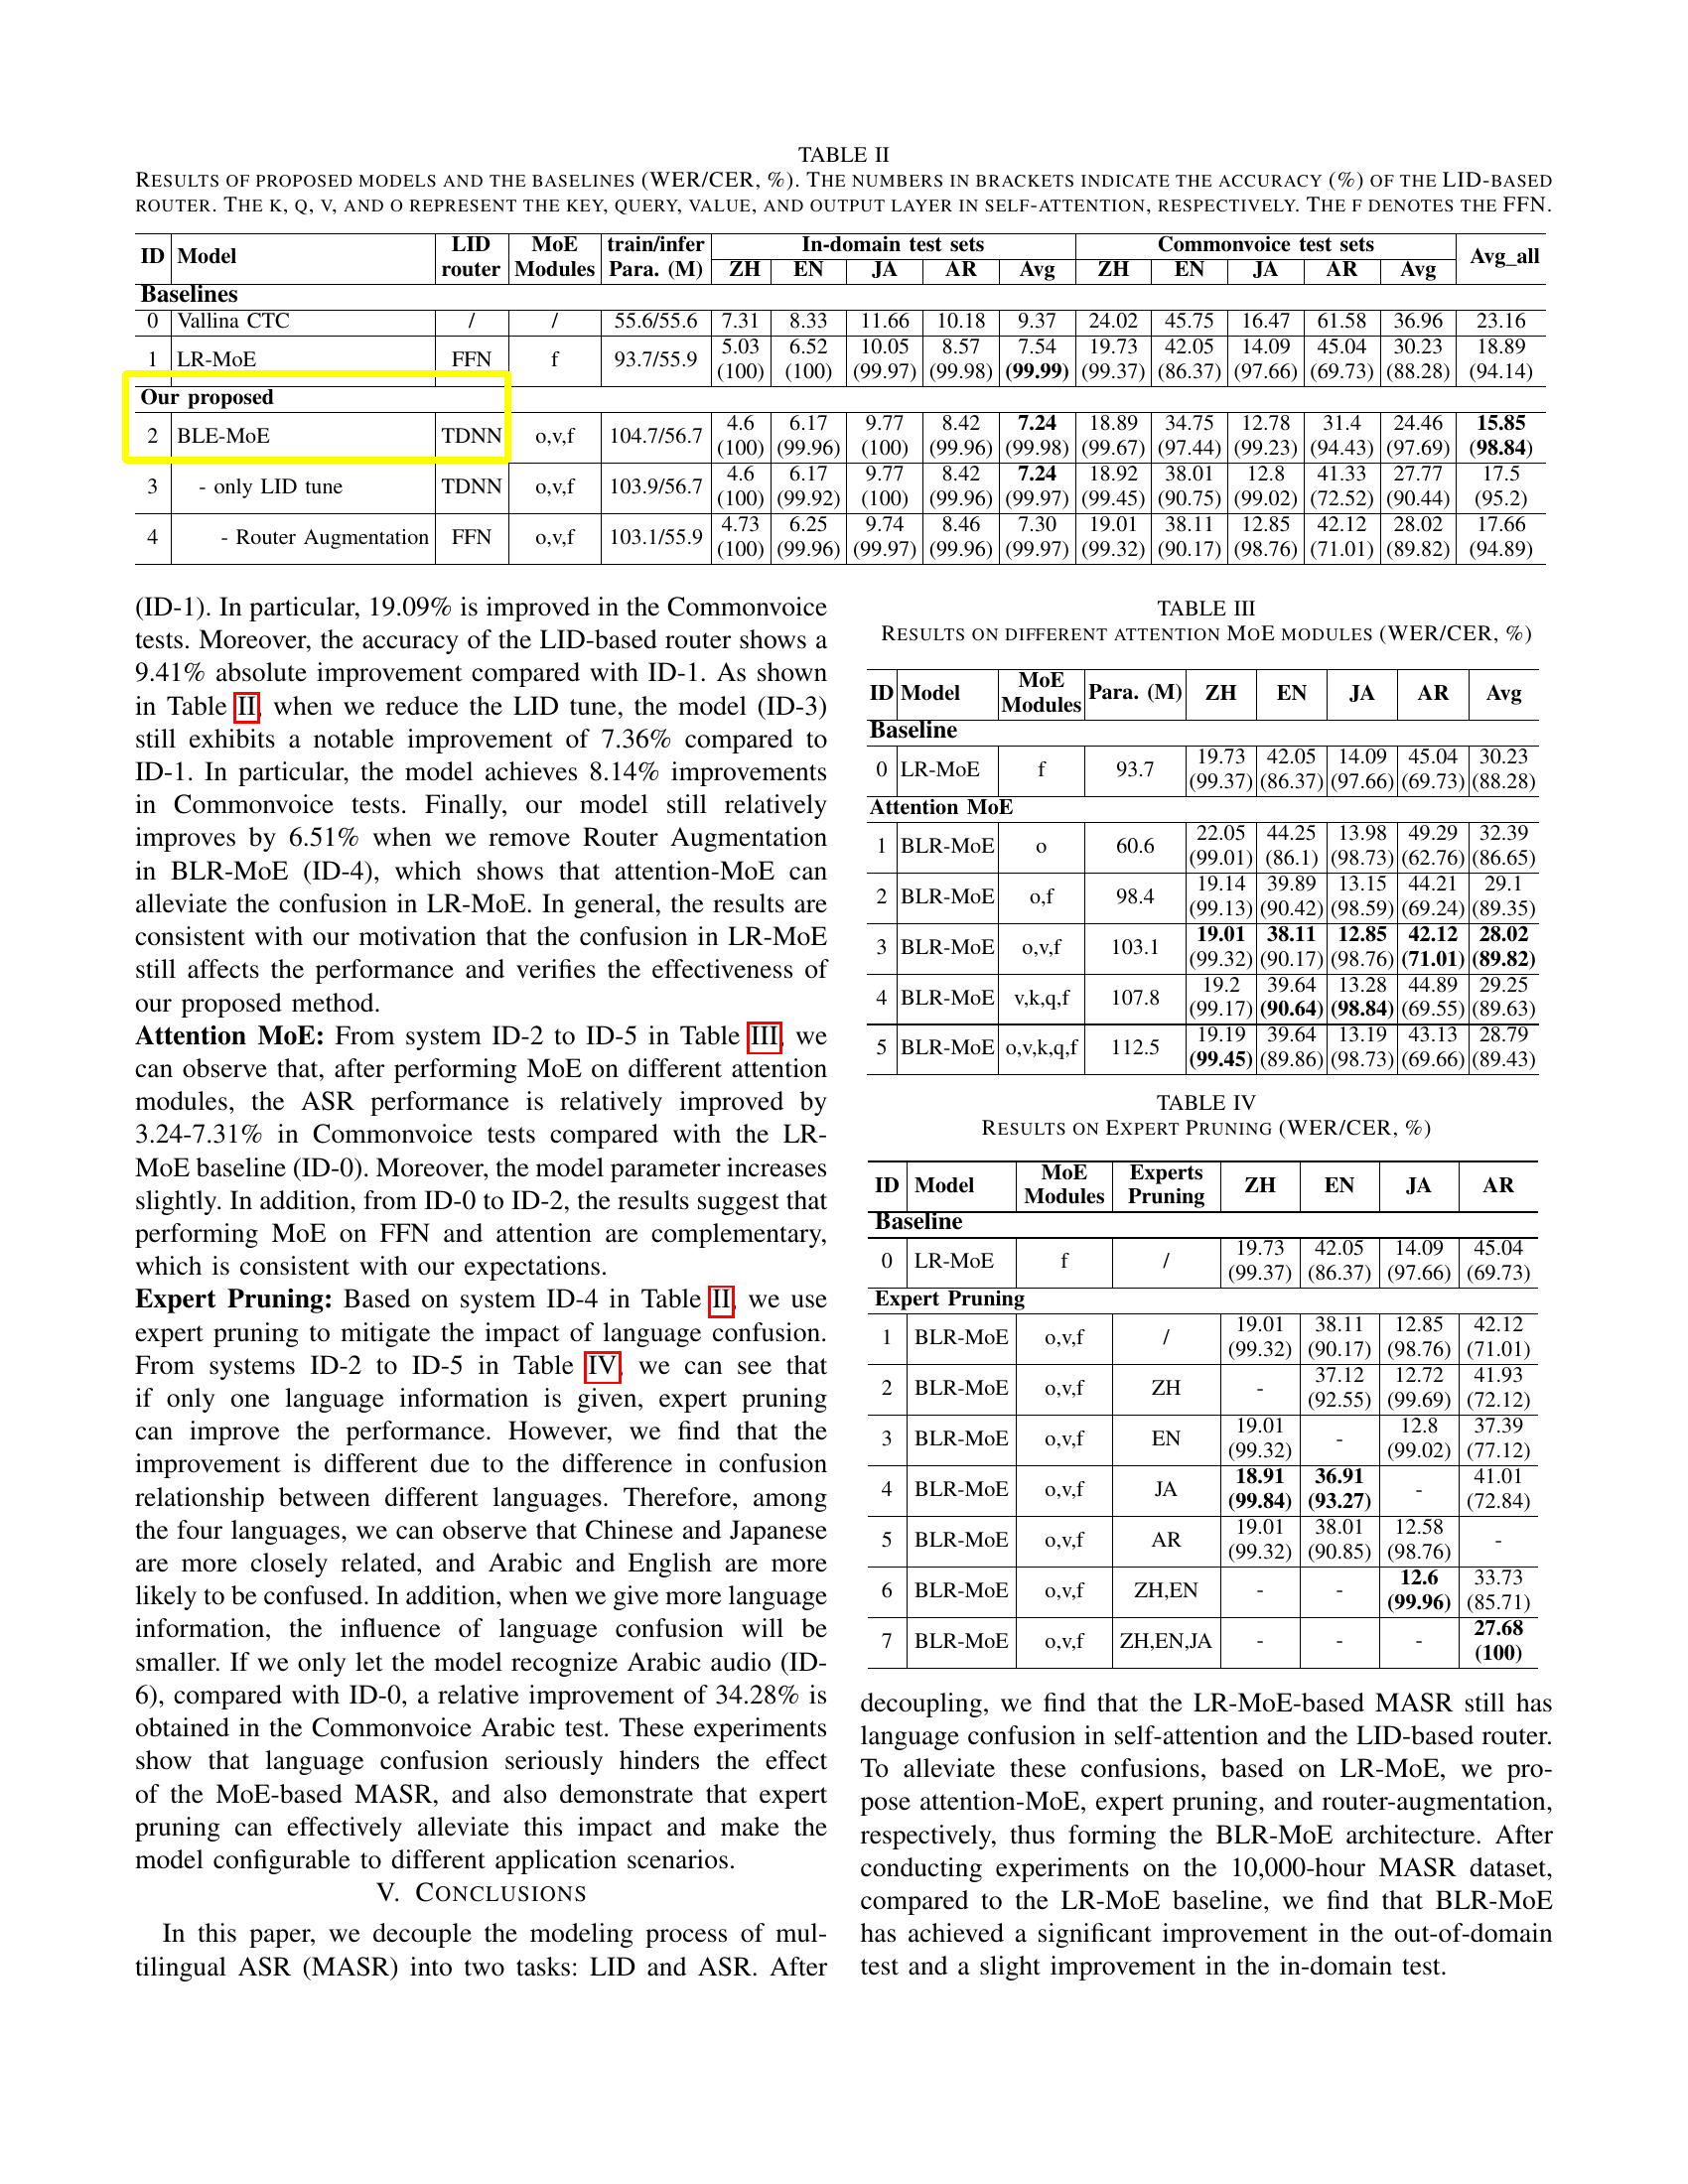 TABLE II
RESULTS OF PROPOSED MODELS AND THE BASELINES (WER/CER, %). THE NUMBERS IN BRACKETS INDICATE THE ACCURACY (%) OF THE LID-BASED
ROUTER. THE K, Q, V, AND O REPRESENT THE KEY, QUERY, VALUE, AND OUTPUT LAYER IN SELF-ATTENTION, RESPECTIVELY. THE F DENOTES THE FFN.
ID Model LID router MoE Modules train/infer Para. (M) In-domain test sets Commonvoice test sets Avg_all
ZH EN JA AR Avg ZH EN JA AR Avg
Baselines
0 Vallina CTC / / 55.6/55.6 7.31 8.33 11.66 10.18 9.37 24.02 45.75 16.47 61.58 36.96 23.16
1 LR-MoE FFN f 93.7/55.9 5.03 6.52 10.05 8.57 7.54 19.73 42.05 14.09 45.04 30.23 18.89
(100) (100) (99.97) (99.98) (99.99) (99.37) (86.37) (97.66) (69.73) (88.28) (94.14)
Our proposed
2 BLE-MoE TDNN o,v,f 104.7/56.7 4.6 6.17 9.77 8.42 7.24 18.89 34.75 12.78 31.4 24.46 15.85
(100) (99.96) (100) (99.96) (99.98) (99.67) (97.44) (99.23) (94.43) (97.69) (98.84)
3 - only LID tune TDNN o,v,f 103.9/56.7 4.6 6.17 9.77 8.42 7.24 18.92 38.01 12.8 41.33 27.77 17.5
(100) (99.92) (100) (99.96) (99.97) (99.45) (90.75) (99.02) (72.52) (90.44) (95.2)
4 - Router Augmentation FFN o,v,f 103.1/55.9 4.73 6.25 9.74 8.46 7.30 19.01 38.11 12.85 42.12 28.02 17.66
(100) (99.96) (99.97) (99.96) (99.97) (99.32) (90.17) (98.76) (71.01) (89.82) (94.89)
(ID-1). In particular, 19.09% is improved in the Commonvoice
tests. Moreover, the accuracy of the LID-based router shows a
9.41% absolute improvement compared with ID-1. As shown
in Table II, when we reduce the LID tune, the model (ID-3)
still exhibits a notable improvement of 7.36% compared to
ID-1. In particular, the model achieves 8.14% improvements
in Commonvoice tests. Finally, our model still relatively
improves by 6.51% when we remove Router Augmentation
in BLR-MoE (ID-4), which shows that attention-MoE can
alleviate the confusion in LR-MoE. In general, the results are
consistent with our motivation that the confusion in LR-MoE
still affects the performance and verifies the effectiveness of
our proposed method.
Attention MoE: From system ID-2 to ID-5 in Table III, we
can observe that, after performing MoE on different attention
modules, the ASR performance is relatively improved by
3.24-7.31% in Commonvoice tests compared with the LR-
MoE baseline (ID-0). Moreover, the model parameter increases
slightly. In addition, from ID-0 to ID-2, the results suggest that
performing MoE on FFN and attention are complementary,
which is consistent with our expectations.
Expert Pruning: Based on system ID-4 in Table II, we use
expert pruning to mitigate the impact of language confusion.
From systems ID-2 to ID-5 in Table IV, we can see that
if only one language information is given, expert pruning
can improve the performance. However, we find that the
improvement is different due to the difference in confusion
relationship between different languages. Therefore, among
the four languages, we can observe that Chinese and Japanese
are more closely related, and Arabic and English are more
likely to be confused. In addition, when we give more language
information, the influence of language confusion will be
smaller. If we only let the model recognize Arabic audio (ID-
6), compared with ID-0, a relative improvement of 34.28% is
obtained in the Commonvoice Arabic test. These experiments
show that language confusion seriously hinders the effect
of the MoE-based MASR, and also demonstrate that expert
pruning can effectively alleviate this impact and make the
model configurable to different application scenarios.
V. CONCLUSIONS
In this paper, we decouple the modeling process of mul-
tilingual ASR (MASR) into two tasks: LID and ASR. After
TABLE III
RESULTS ON DIFFERENT ATTENTION MOE MODULES (WER/CER, %)
ID Model MoE Modules Para. (M) ZH EN JA AR Avg
Baseline
0 LR-MoE f 93.7 19.73 42.05 14.09 45.04 30.23
(99.37) (86.37) (97.66) (69.73) (88.28)
Attention MoE
1 BLR-MoE o 60.6 22.05 44.25 13.98 49.29 32.39
(99.01) (86.1) (98.73) (62.76) (86.65)
2 BLR-MoE o,f 98.4 19.14 39.89 13.15 44.21 29.1
(99.13) (90.42) (98.59) (69.24) (89.35)
3 BLR-MoE o,v,f 103.1 19.01 38.11 12.85 42.12 28.02
(99.32) (90.17) (98.76) (71.01) (89.82)
4 BLR-MoE v,k,q,f 107.8 19.2 39.64 13.28 44.89 29.25
(99.17) (90.64) (98.84) (69.55) (89.63)
5 BLR-MoE o,v,k,q,f 112.5 19.19 39.64 13.19 43.13 28.79
(99.45) (89.86) (98.73) (69.66) (89.43)
TABLE IV
RESULTS ON EXPERT PRUNING (WER/CER, %)
ID Model MoE Modules Experts Pruning ZH EN JA AR
Baseline
0 LR-MoE f / 19.73 42.05 14.09 45.04
(99.37) (86.37) (97.66) (69.73)
Expert Pruning
1 BLR-MoE o,v,f / 19.01 38.11 12.85 42.12
(99.32) (90.17) (98.76) (71.01)
2 BLR-MoE o,v,f ZH - 37.12 12.72 41.93
(92.55) (99.69) (72.12)
3 BLR-MoE o,v,f EN 19.01 - 12.8 37.39
(99.32) (99.02) (77.12)
4 BLR-MoE o,v,f JA 18.91 36.91 - 41.01
(99.84) (93.27) (72.84)
5 BLR-MoE o,v,f AR 19.01 38.01 12.58 -
(99.32) (90.85) (98.76)
6 BLR-MoE o,v,f ZH,EN - - 12.6 33.73
(99.96) (85.71)
7 BLR-MoE o,v,f ZH,EN,JA - - - 27.68
(100)
decoupling, we find that the LR-MoE-based MASR still has
language confusion in self-attention and the LID-based router.
To alleviate these confusions, based on LR-MoE, we pro-
pose attention-MoE, expert pruning, and router-augmentation,
respectively, thus forming the BLR-MoE architecture. After
conducting experiments on the 10,000-hour MASR dataset,
compared to the LR-MoE baseline, we find that BLR-MoE
has achieved a significant improvement in the out-of-domain
test and a slight improvement in the in-domain test.